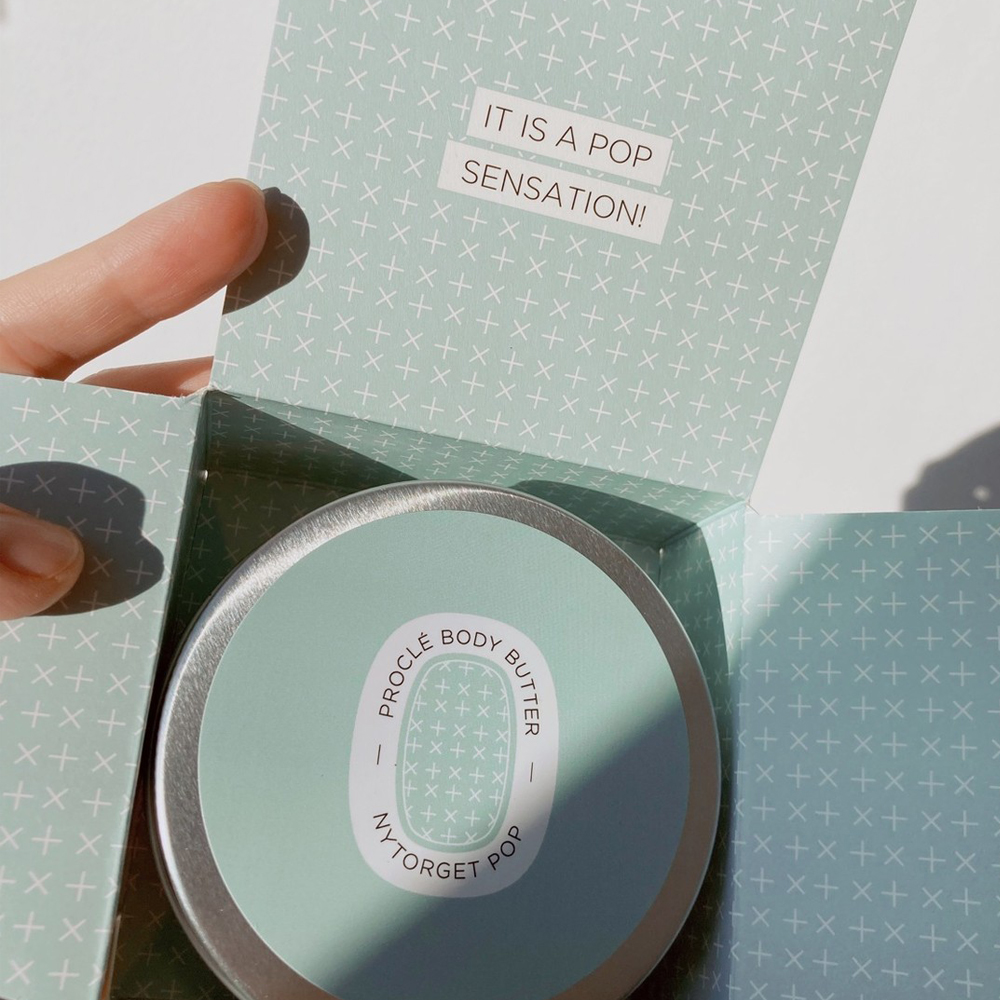 IT IS A POP
SENSATION!
PROCLÉ BODY BUTTER
NYTORGET POP